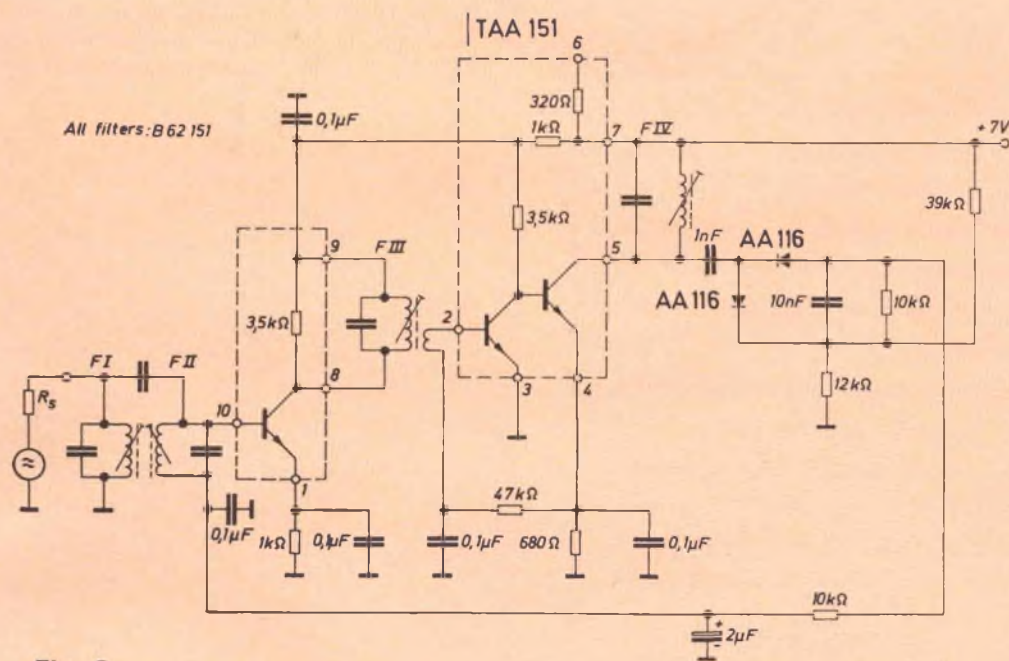 TAA 151
6
320Ω
1kΩ
7
F IV
+7V
All filters: B 62 151
0,1µF
39kΩ
3,5kΩ
5
1nF
AA 116
9
F III
AA 116
10nF
10kΩ
3,5kΩ
2
F I
F II
8
3
4
12kΩ
Rs
10
1
47kΩ
0,1µF
1kΩ
0,1µF
0,1µF
680Ω
0,1µF
10kΩ
+
2µF
-